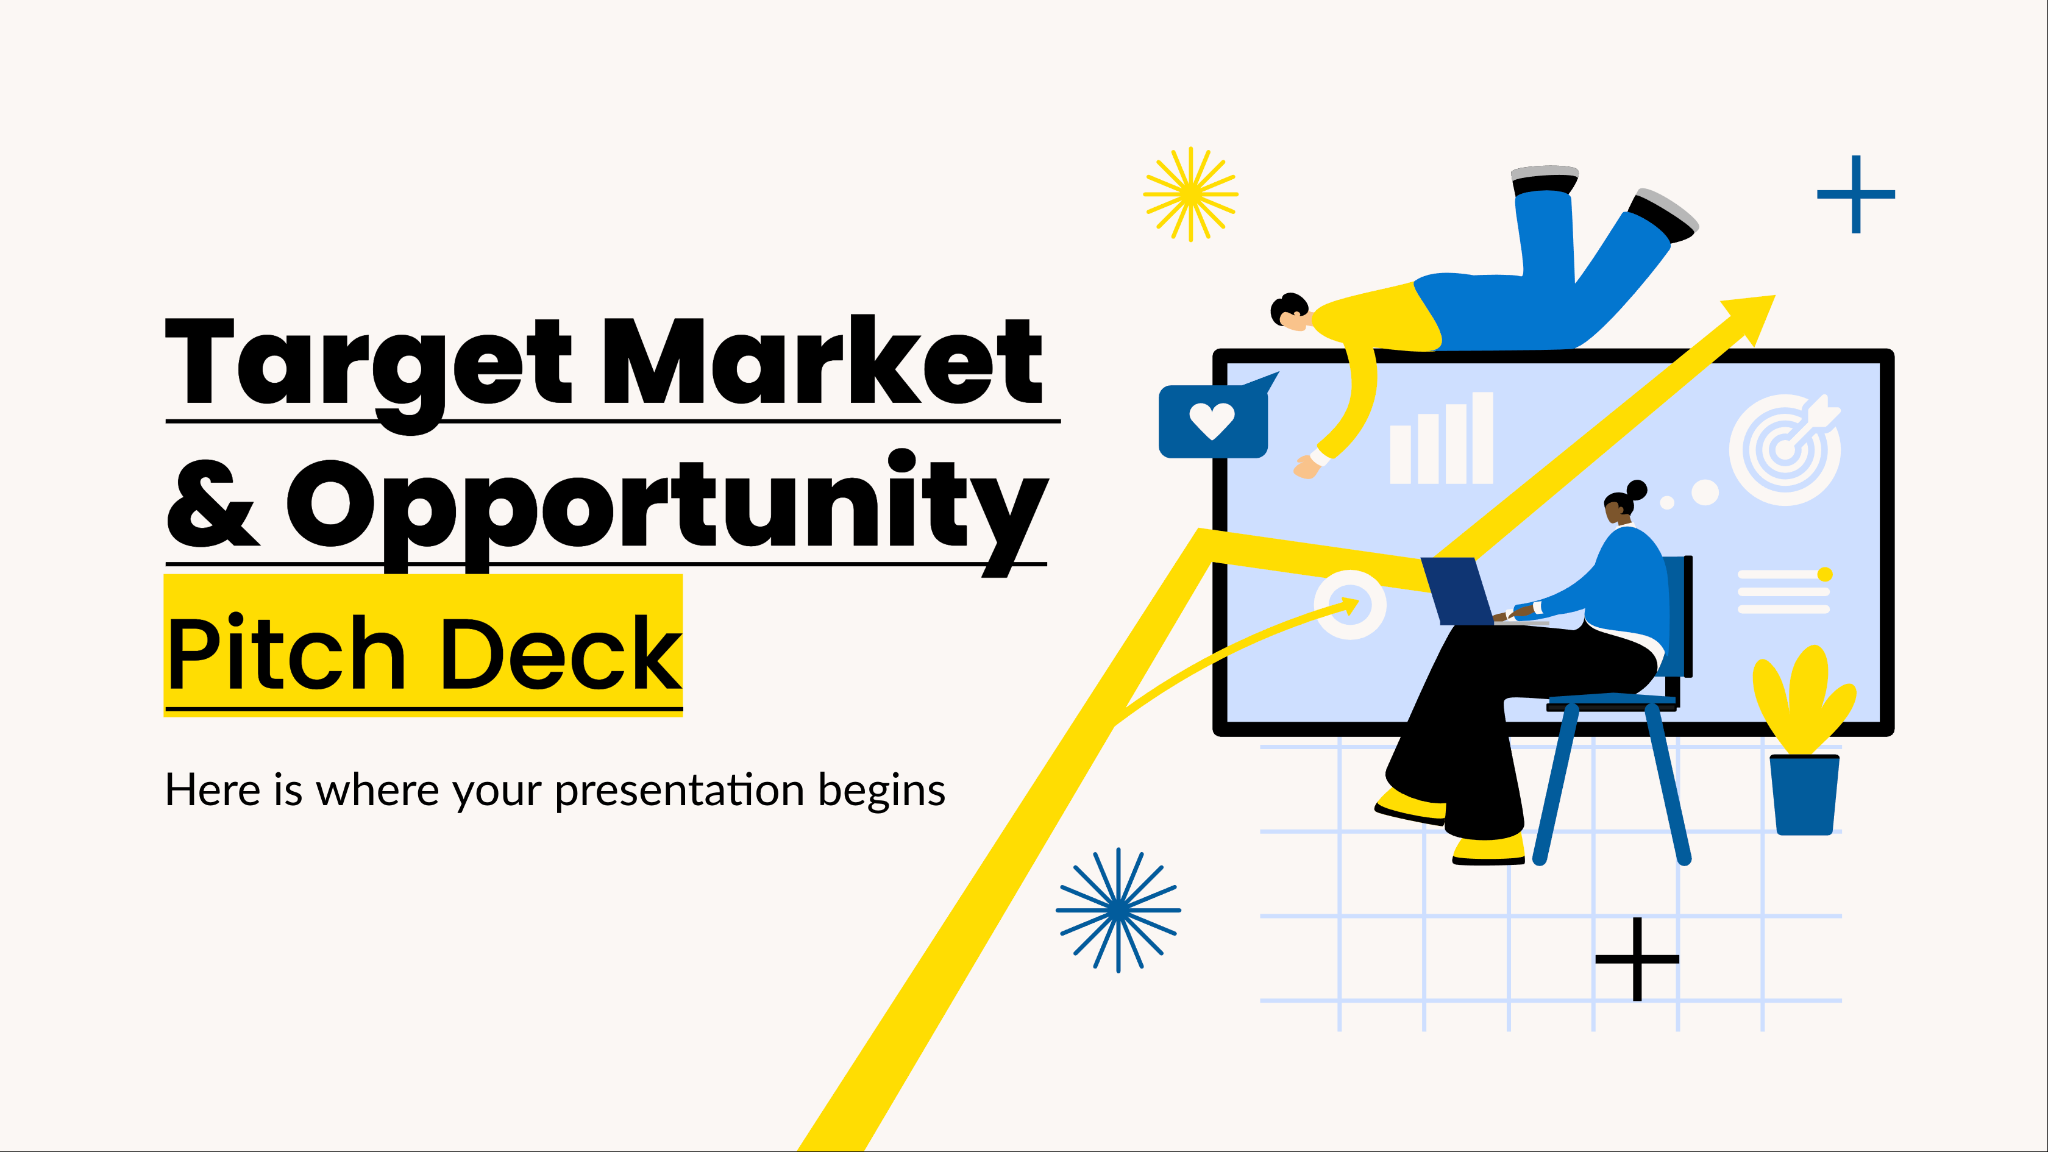 Target Market
& Opportunity
Pitch Deck
Here is where your presentation begins